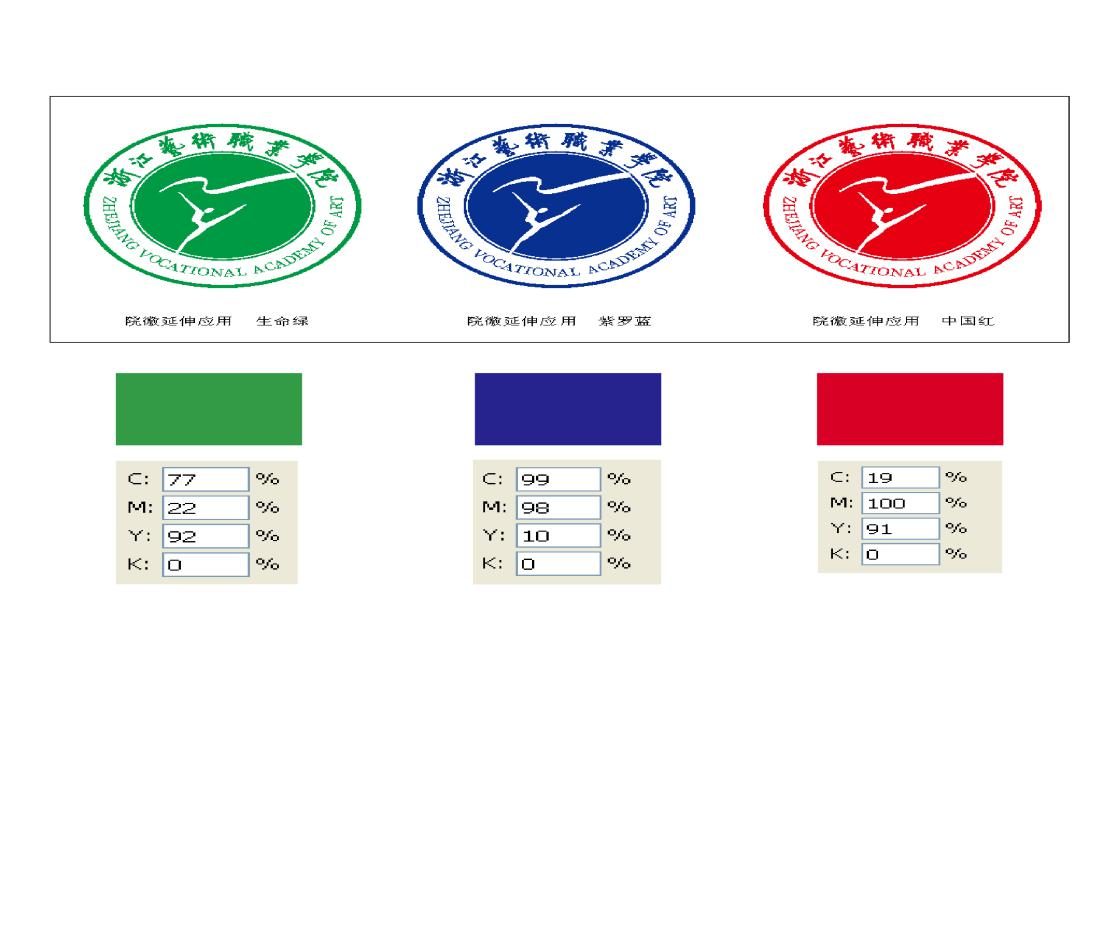 浙江藝術職業學院
ZHEJIANG VOCATIONAL ACADEMY OF ART
浙江藝術職業學院
ZHEJIANG VOCATIONAL ACADEMY OF ART
浙江藝術職業學院
ZHEJIANG VOCATIONAL ACADEMY OF ART
院徽延伸应用 生命绿
院徽延伸应用 紫罗蓝
院徽延伸应用 中国红
C: 77 %
M: 22 %
Y: 92 %
K: 0 %
C: 99 %
M: 98 %
Y: 10 %
K: 0 %
C: 19 %
M: 100 %
Y: 91 %
K: 0 %